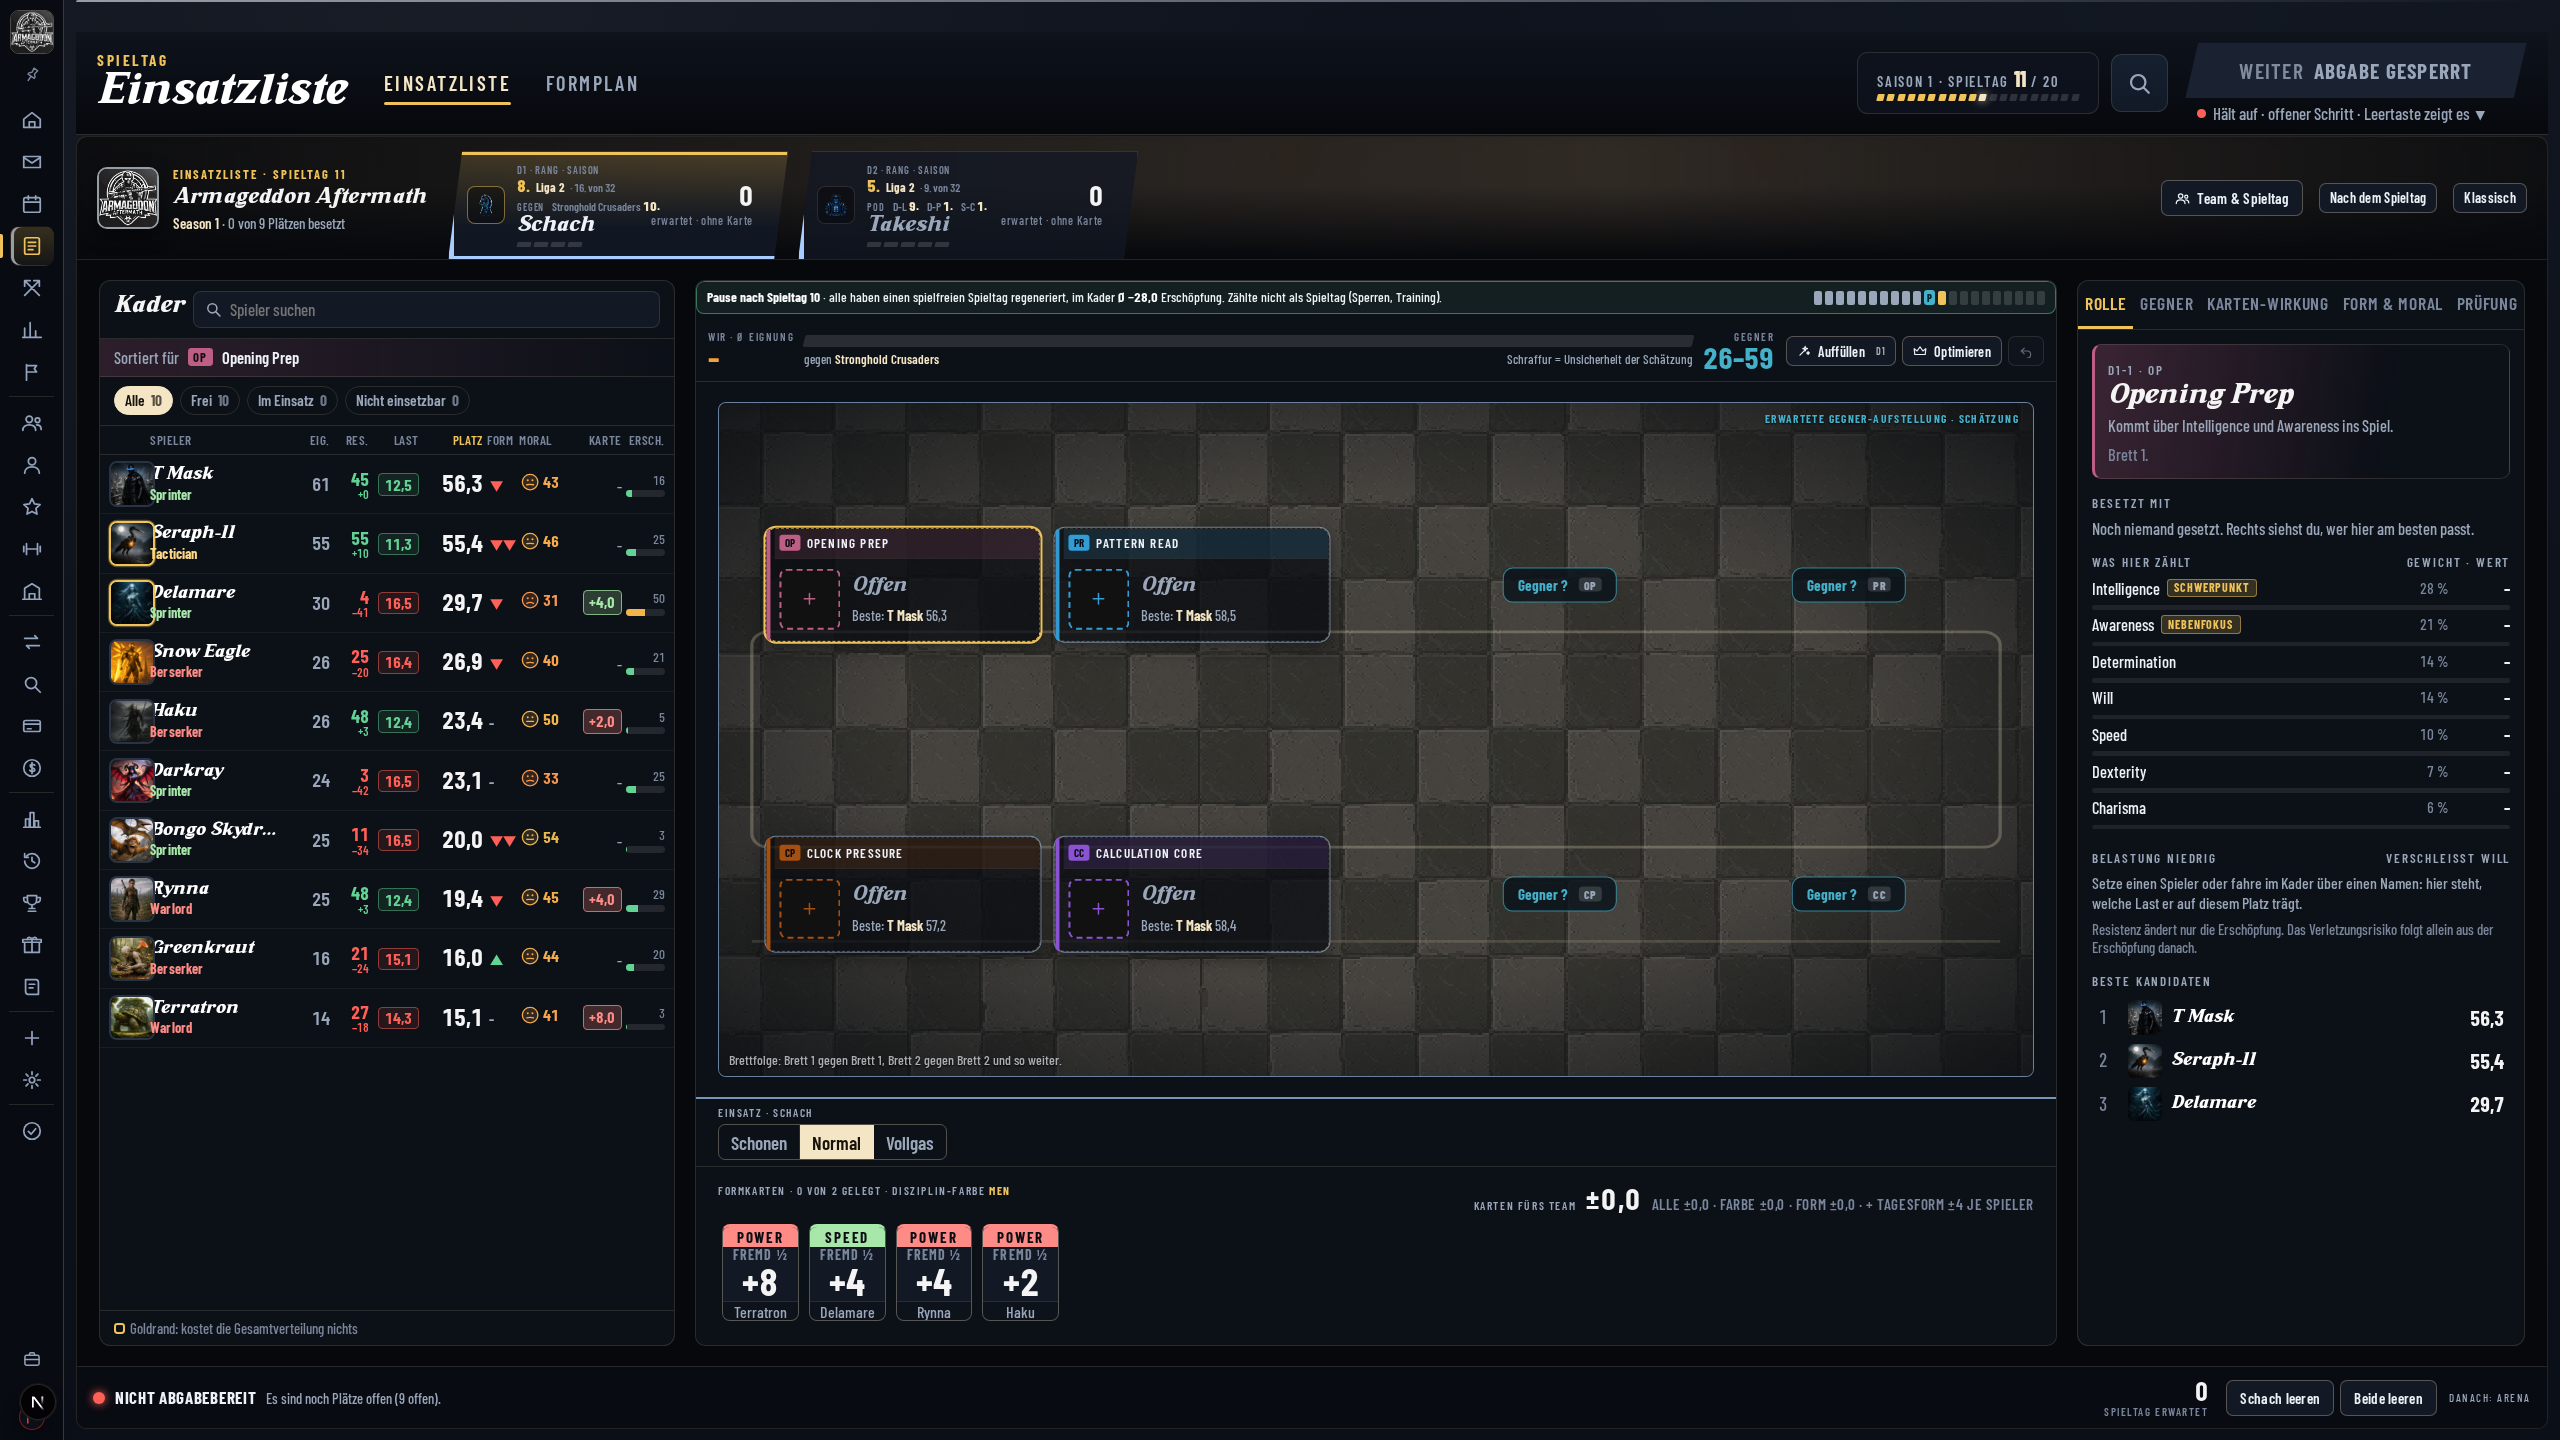 SPIELTAG
Einsatzliste
EINSATZLISTE
FORMPLAN
SAISON 1 · SPIELTAG 11 / 20
WEITER ABGABE GESPERRT
Hält auf · offener Schritt · Leertaste zeigt es ▼
EINSATZLISTE · SPIELTAG 11
Armageddon Aftermath
Season 1 · 0 von 9 Plätzen besetzt
D1 · RANG · SAISON
8. Liga 2 · 16. von 32
GEGEN Stronghold Crusaders 10.
Schach
0
erwartet · ohne Karte
D2 · RANG · SAISON
5. Liga 2 · 9. von 32
POD D-L 9. D-P 1. S-C 1.
Takeshi
0
erwartet · ohne Karte
Team & Spieltag
Nach dem Spieltag
Klassisch
Kader
Spieler suchen
Sortiert für OP Opening Prep
Alle 10
Frei 10
Im Einsatz 0
Nicht einsetzbar 0
SPIELER EIG. RES. LAST PLATZ FORM MORAL KARTE ERSCH.
T Mask Sprinter 61 45 +0 12,5 56,3 ▼ 43 – 16
Seraph-II Tactician 55 55 +10 11,3 55,4 ▼▼ 46 – 25
Delamare Sprinter 30 4 −41 16,5 29,7 ▼ 31 +4,0 50
Snow Eagle Berserker 26 25 −20 16,4 26,9 ▼ 40 – 21
Haku Berserker 26 48 +3 12,4 23,4 – 50 +2,0 5
Darkray Sprinter 24 3 −42 16,5 23,1 – 33 – 25
Bongo Skydr... Sprinter 25 11 −34 16,5 20,0 ▼▼ 54 – 3
Rynna Warlord 25 48 +3 12,4 19,4 ▼ 45 +4,0 29
Greenkraut Berserker 16 21 −24 15,1 16,0 ▲ 44 – 20
Terratron Warlord 14 27 −18 14,3 15,1 – 41 +8,0 3
Goldrand: kostet die Gesamtverteilung nichts
Pause nach Spieltag 10 · alle haben einen spielfreien Spieltag regeneriert, im Kader Ø −28,0 Erschöpfung. Zählte nicht als Spieltag (Sperren, Training).
P
WIR · Ø EIGNUNG
–
gegen Stronghold Crusaders
Schraffur = Unsicherheit der Schätzung
GEGNER
26–59
Auffüllen D1
Optimieren
ERWARTETE GEGNER-AUFSTELLUNG · SCHÄTZUNG
OP OPENING PREP
Offen
Beste: T Mask 56,3
PR PATTERN READ
Offen
Beste: T Mask 58,5
Gegner ? OP
Gegner ? PR
CP CLOCK PRESSURE
Offen
Beste: T Mask 57,2
CC CALCULATION CORE
Offen
Beste: T Mask 58,4
Gegner ? CP
Gegner ? CC
Brettfolge: Brett 1 gegen Brett 1, Brett 2 gegen Brett 2 und so weiter.
EINSATZ · SCHACH
Schonen
Normal
Vollgas
FORMKARTEN · 0 VON 2 GELEGT · DISZIPLIN-FARBE MEN
KARTEN FÜRS TEAM ±0,0 ALLE ±0,0 · FARBE ±0,0 · FORM ±0,0 · + TAGESFORM ±4 JE SPIELER
POWER FREMD ½ +8 Terratron
SPEED FREMD ½ +4 Delamare
POWER FREMD ½ +4 Rynna
POWER FREMD ½ +2 Haku
ROLLE
GEGNER
KARTEN-WIRKUNG
FORM & MORAL
PRÜFUNG
D1-1 · OP
Opening Prep
Kommt über Intelligence und Awareness ins Spiel.
Brett 1.
BESETZT MIT
Noch niemand gesetzt. Rechts siehst du, wer hier am besten passt.
WAS HIER ZÄHLT GEWICHT · WERT
Intelligence SCHWERPUNKT 28 % –
Awareness NEBENFOKUS 21 % –
Determination 14 % –
Will 14 % –
Speed 10 % –
Dexterity 7 % –
Charisma 6 % –
BELASTUNG NIEDRIG VERSCHLEISST WILL
Setze einen Spieler oder fahre im Kader über einen Namen: hier steht,
welche Last er auf diesem Platz trägt.
Resistenz ändert nur die Erschöpfung. Das Verletzungsrisiko folgt allein aus der
Erschöpfung danach.
BESTE KANDIDATEN
1 T Mask 56,3
2 Seraph-II 55,4
3 Delamare 29,7
NICHT ABGABEBEREIT Es sind noch Plätze offen (9 offen).
0
SPIELTAG ERWARTET
Schach leeren
Beide leeren
DANACH: ARENA
N